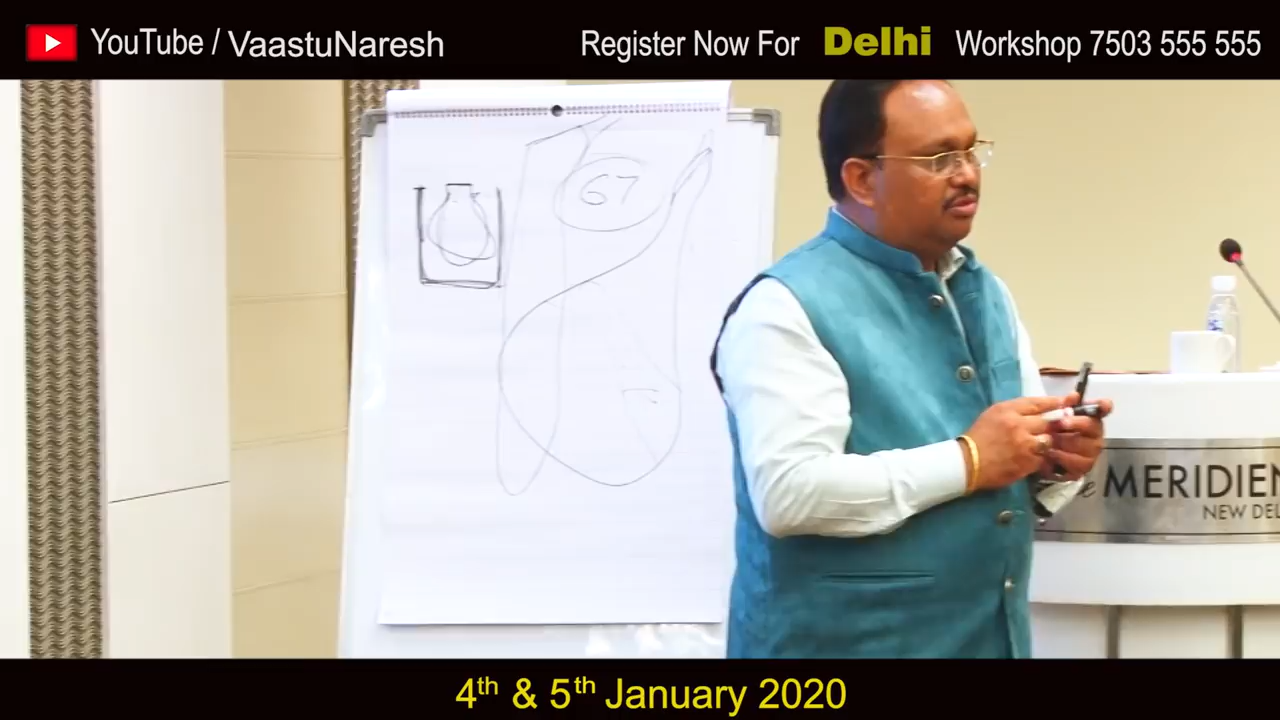 YouTube / VaastuNaresh
Register Now For Delhi Workshop 7503 555 555
67
MERIDIEN
NEW DEL
4th & 5th January 2020